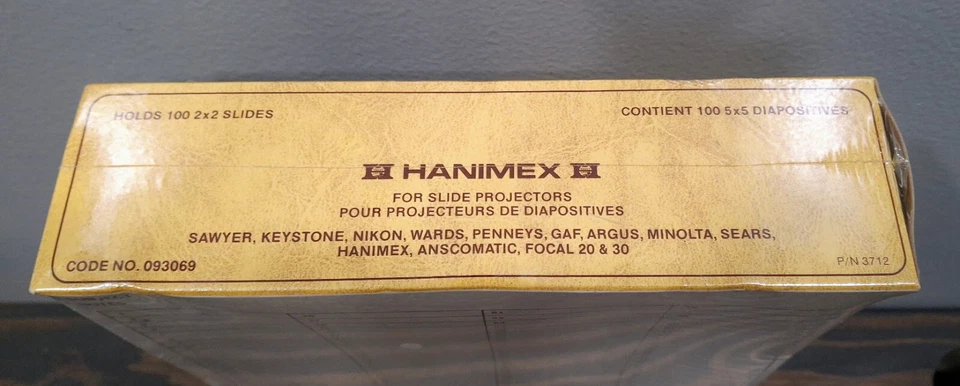 HOLDS 100 2x2 SLIDES
CONTIENT 100 5x5 DIAPOSITIVES
HANIMEX
FOR SLIDE PROJECTORS
POUR PROJECTEURS DE DIAPOSITIVES
SAWYER, KEYSTONE, NIKON, WARDS, PENNEYS, GAF, ARGUS, MINOLTA, SEARS,
HANIMEX, ANSCOMATIC, FOCAL 20 & 30
CODE NO. 093069
P/N 3712